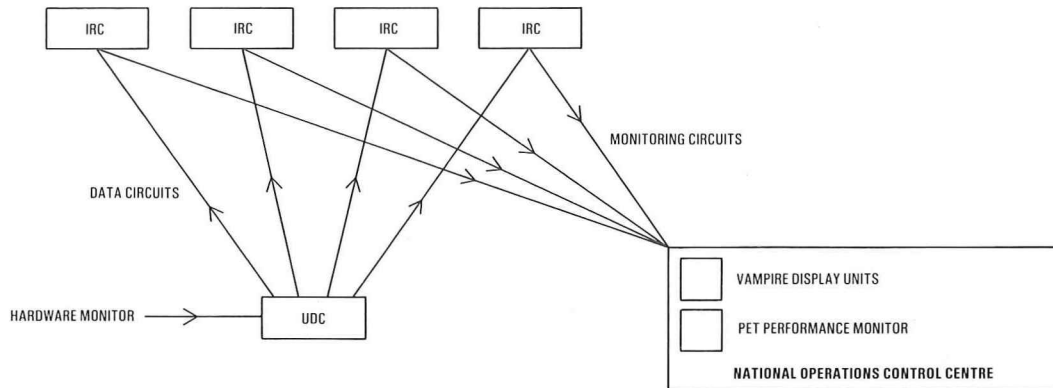 IRC
IRC
IRC
IRC
MONITORING CIRCUITS
DATA CIRCUITS
HARDWARE MONITOR
UDC
VAMPIRE DISPLAY UNITS
PET PERFORMANCE MONITOR
NATIONAL OPERATIONS CONTROL CENTRE